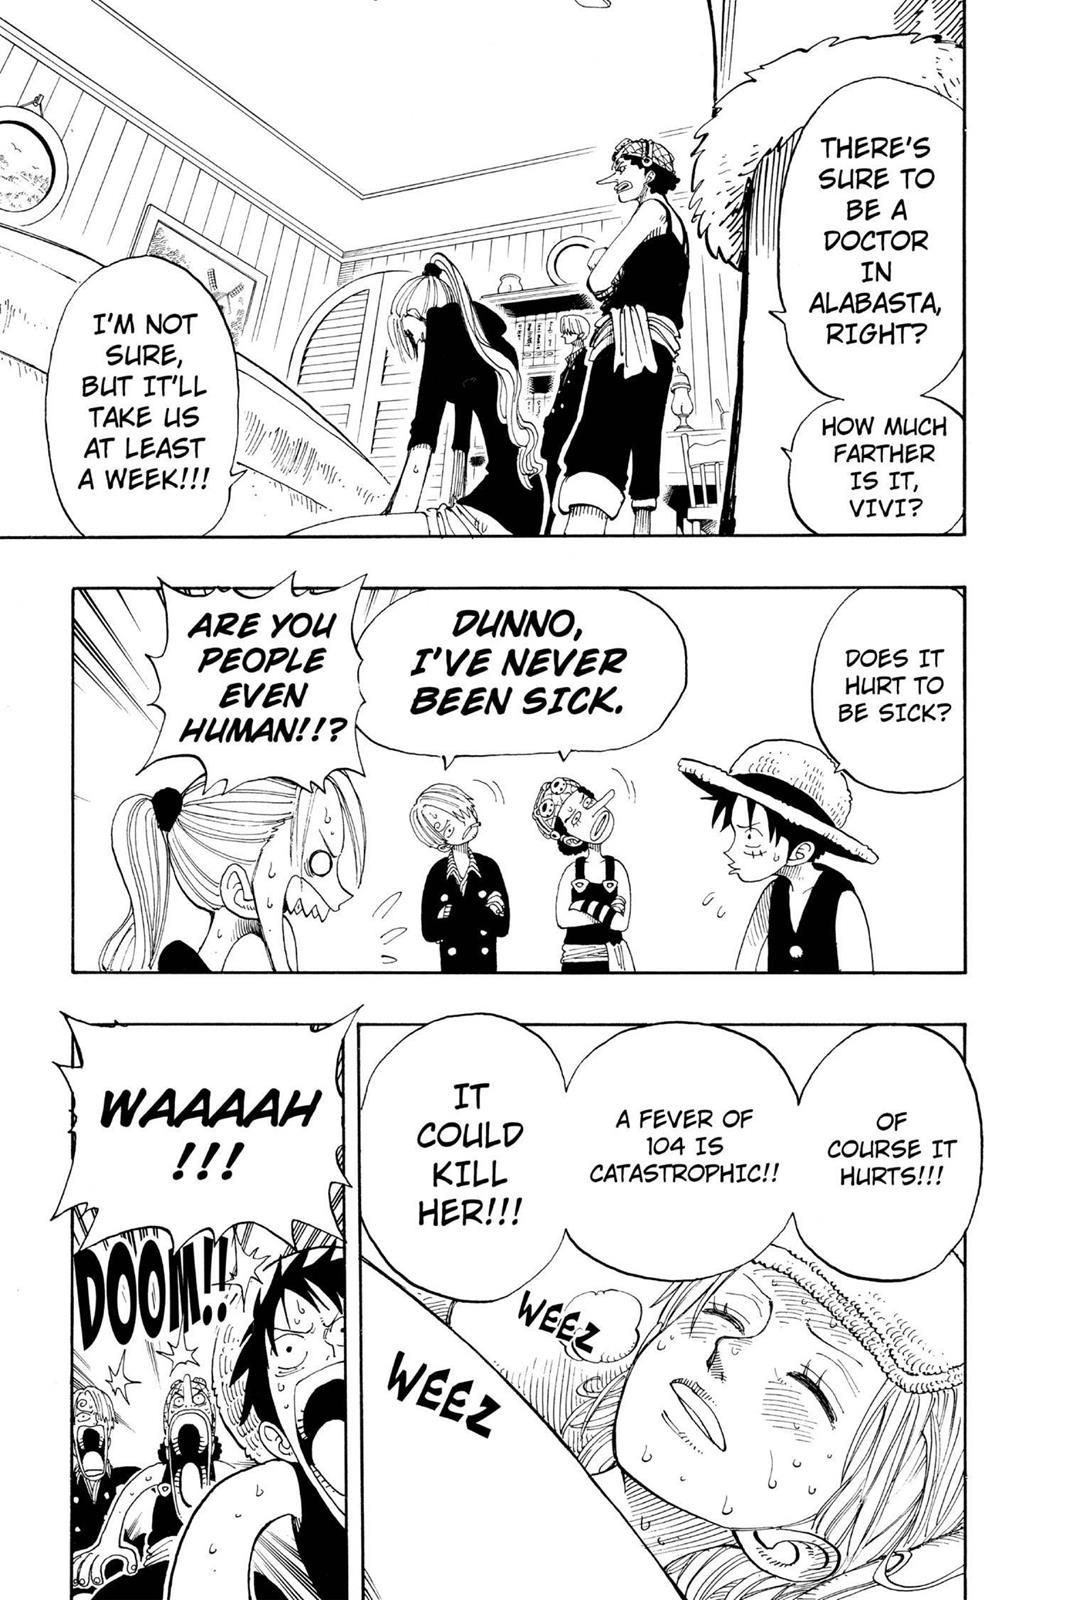 THERE'S
SURE TO
BE A
DOCTOR
IN
ALABASTA,
RIGHT?
HOW MUCH
FARTHER
IS IT,
VIVI?
I'M NOT
SURE,
BUT IT'LL
TAKE US
AT LEAST
A WEEK!!!
DOES IT
HURT TO
BE SICK?
DUNNO,
I'VE NEVER
BEEN SICK.
ARE YOU
PEOPLE
EVEN
HUMAN!!?
OF
COURSE IT
HURTS!!!
A FEVER OF
104 IS
CATASTROPHIC!!
IT
COULD
KILL
HER!!!
WEEZ
WEEZ
WAAAAH
!!!
DOOM!!